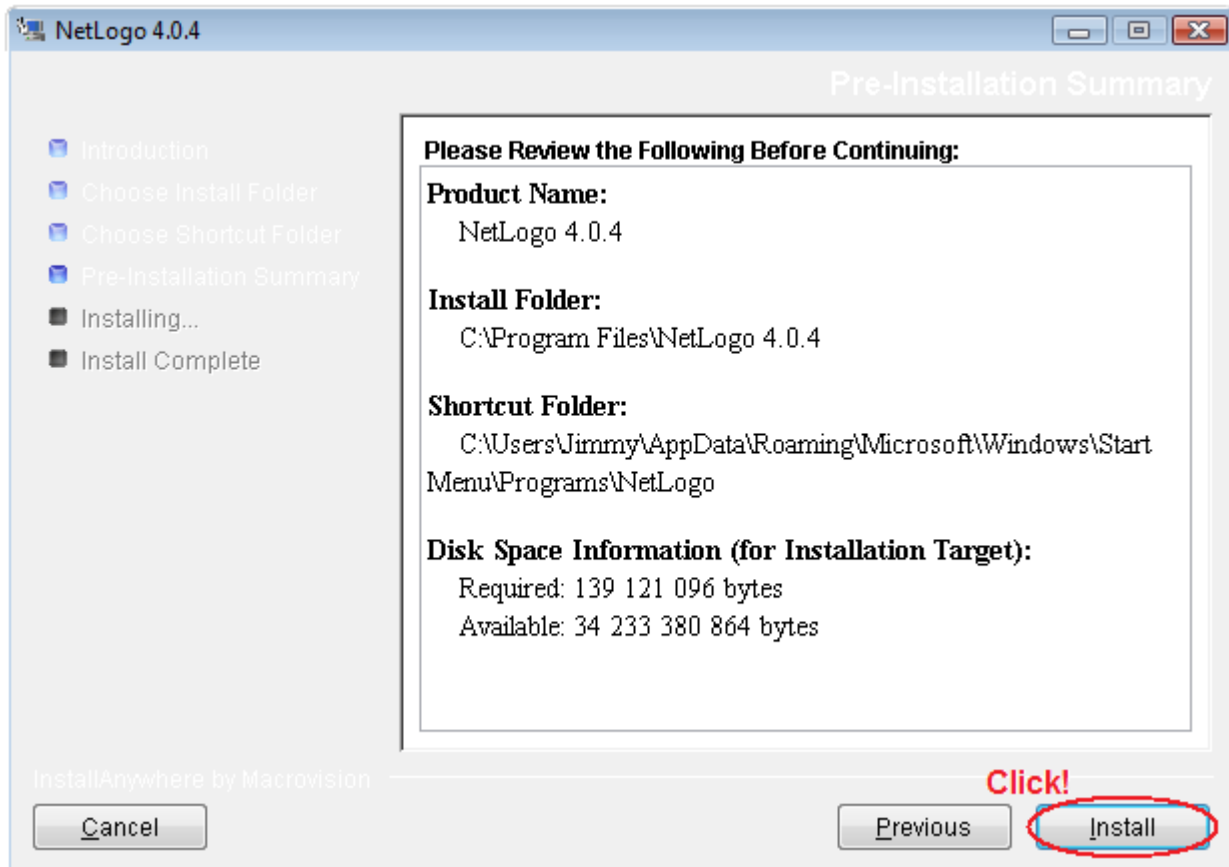 NetLogo 4.0.4
Pre-Installation Summary
Introduction
Choose Install Folder
Choose Shortcut Folder
Pre-Installation Summary
Installing...
Install Complete
Please Review the Following Before Continuing:
Product Name:
NetLogo 4.0.4
Install Folder:
C:\Program Files\NetLogo 4.0.4
Shortcut Folder:
C:\Users\Jimmy\AppData\Roaming\Microsoft\Windows\Start
Menu\Programs\NetLogo
Disk Space Information (for Installation Target):
Required: 139 121 096 bytes
Available: 34 233 380 864 bytes
InstallAnywhere by Macrovision
Click!
Cancel
Previous
Install